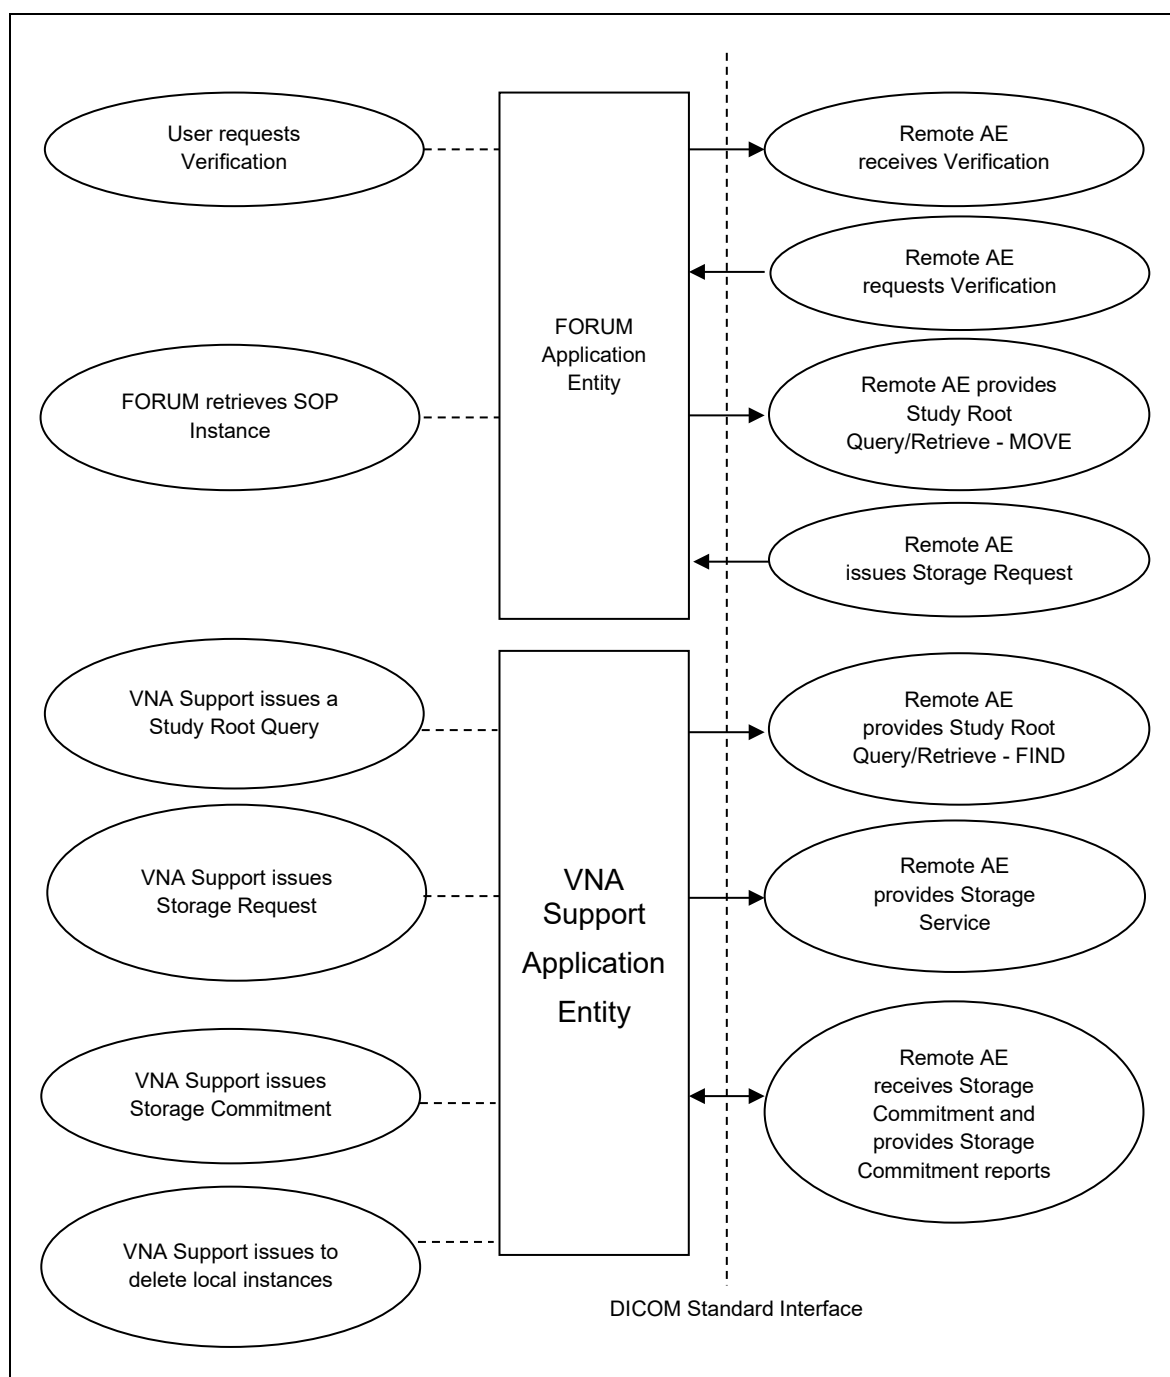 User requests
Verification
Remote AE
receives Verification
Remote AE
requests Verification
FORUM
Application
Entity
FORUM retrieves SOP
Instance
Remote AE provides
Study Root
Query/Retrieve - MOVE
Remote AE
issues Storage Request
VNA Support issues a
Study Root Query
Remote AE
provides Study Root
Query/Retrieve - FIND
VNA Support issues
Storage Request
VNA
Support
Application
Entity
Remote AE
provides Storage
Service
VNA Support issues
Storage Commitment
Remote AE
receives Storage
Commitment and
provides Storage
Commitment reports
VNA Support issues to
delete local instances
DICOM Standard Interface